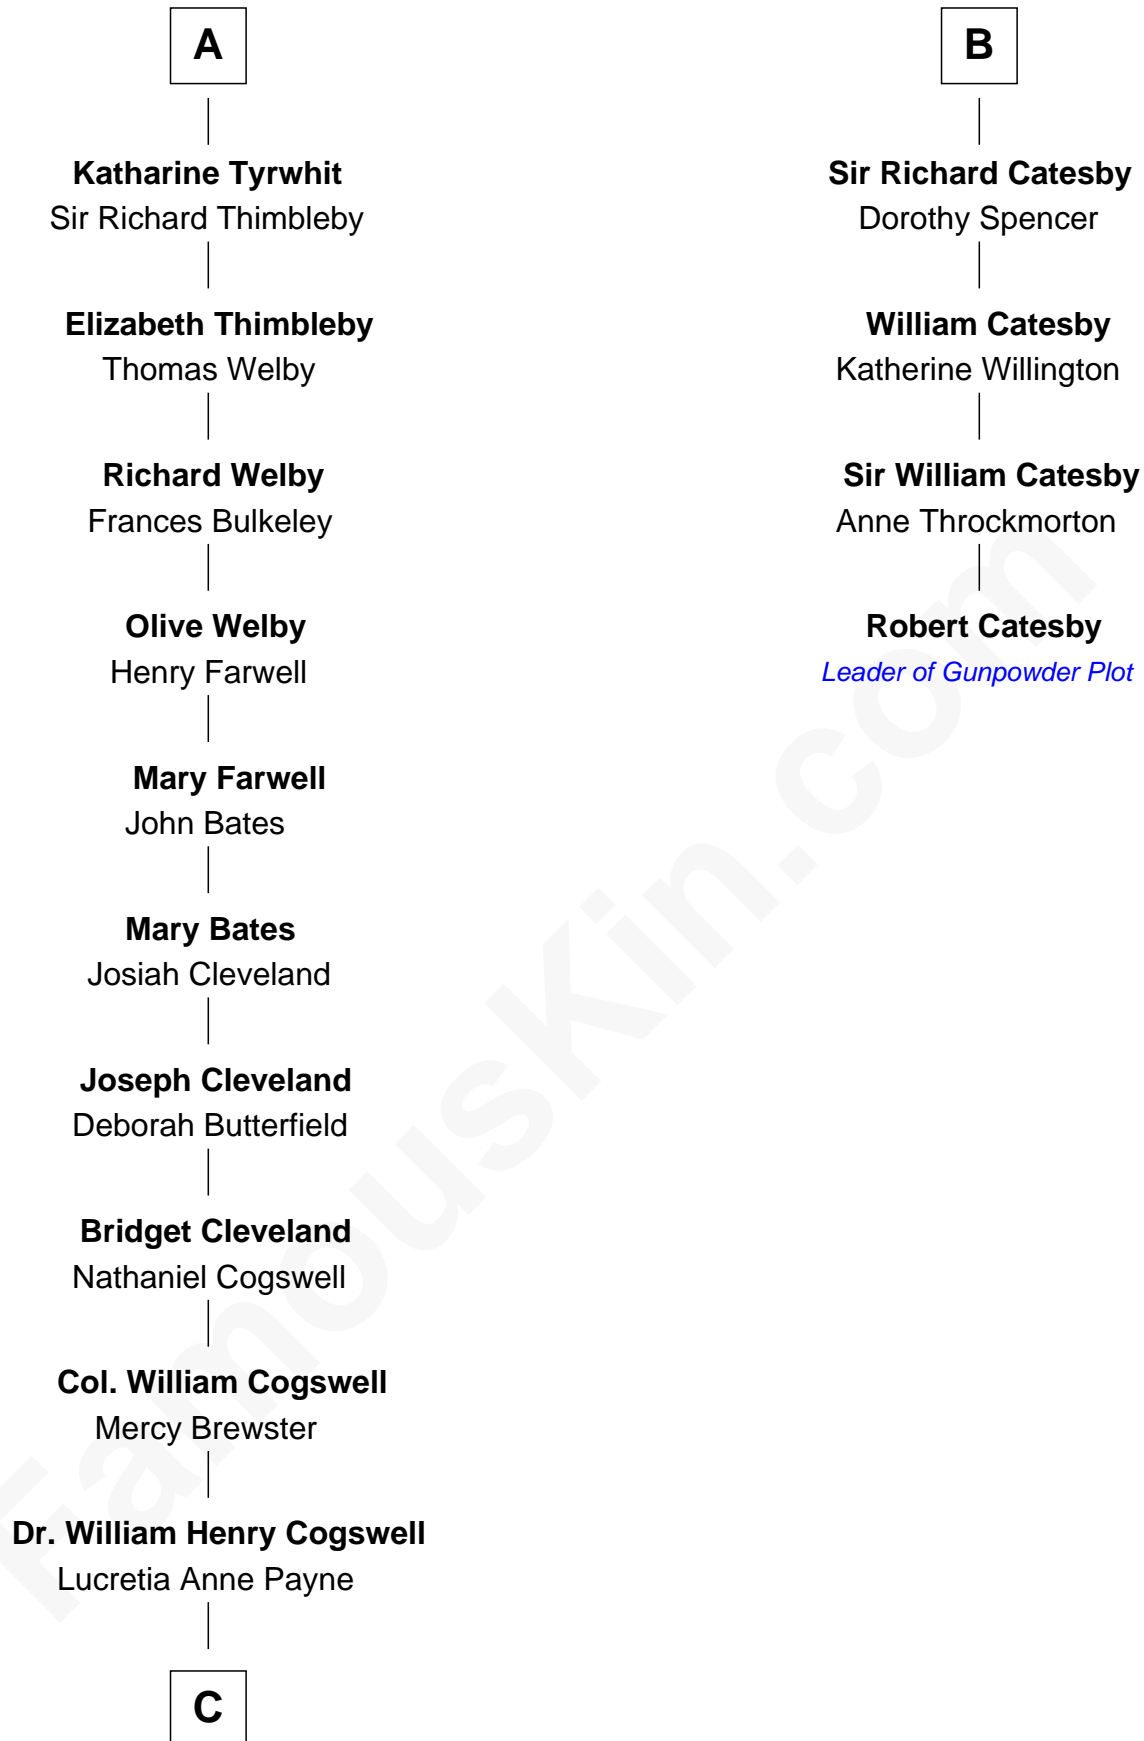 A
Katharine Tyrwhit
Sir Richard Thimbleby
Elizabeth Thimbleby
Thomas Welby
Richard Welby
Frances Bulkeley
Olive Welby
Henry Farwell
Mary Farwell
John Bates
Mary Bates
Josiah Cleveland
Joseph Cleveland
Deborah Butterfield
Bridget Cleveland
Nathaniel Cogswell
Col. William Cogswell
Mercy Brewster
Dr. William Henry Cogswell
Lucretia Anne Payne
C
B
Sir Richard Catesby
Dorothy Spencer
William Catesby
Katherine Willington
Sir William Catesby
Anne Throckmorton
Robert Catesby
Leader of Gunpowder Plot
FamousKin.com